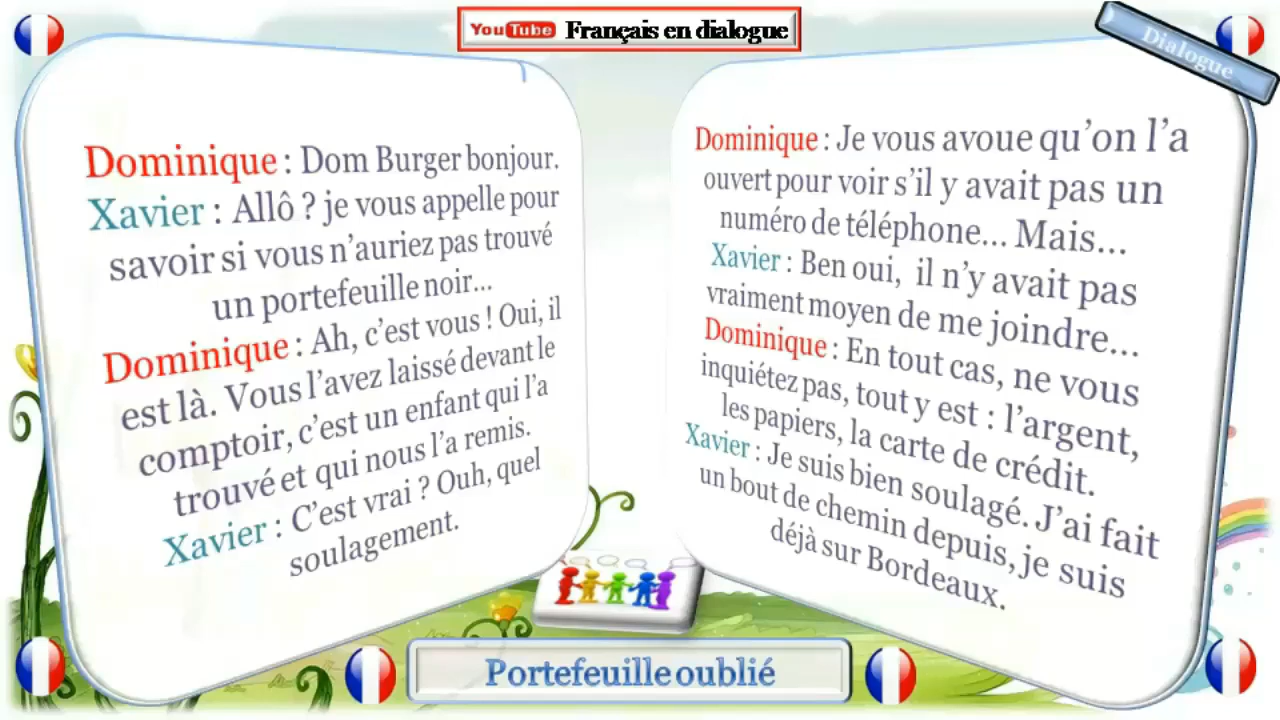 YouTube Français en dialogue
Dialogue
Dominique : Dom Burger bonjour.
Xavier : Allô ? je vous appelle pour
savoir si vous n’auriez pas trouvé
un portefeuille noir...
Dominique : Ah, c’est vous ! Oui, il
est là. Vous l’avez laissé devant le
comptoir, c’est un enfant qui l’a
trouvé et qui nous l’a remis.
Xavier : C’est vrai ? Ouh, quel
soulagement.
Dominique : Je vous avoue qu’on l’a
ouvert pour voir s’il y avait pas un
numéro de téléphone... Mais...
Xavier : Ben oui, il n’y avait pas
vraiment moyen de me joindre...
Dominique : En tout cas, ne vous
inquiétez pas, tout y est : l’argent,
les papiers, la carte de crédit.
Xavier : Je suis bien soulagé. J’ai fait
un bout de chemin depuis, je suis
déjà sur Bordeaux.
Portefeuille oublié